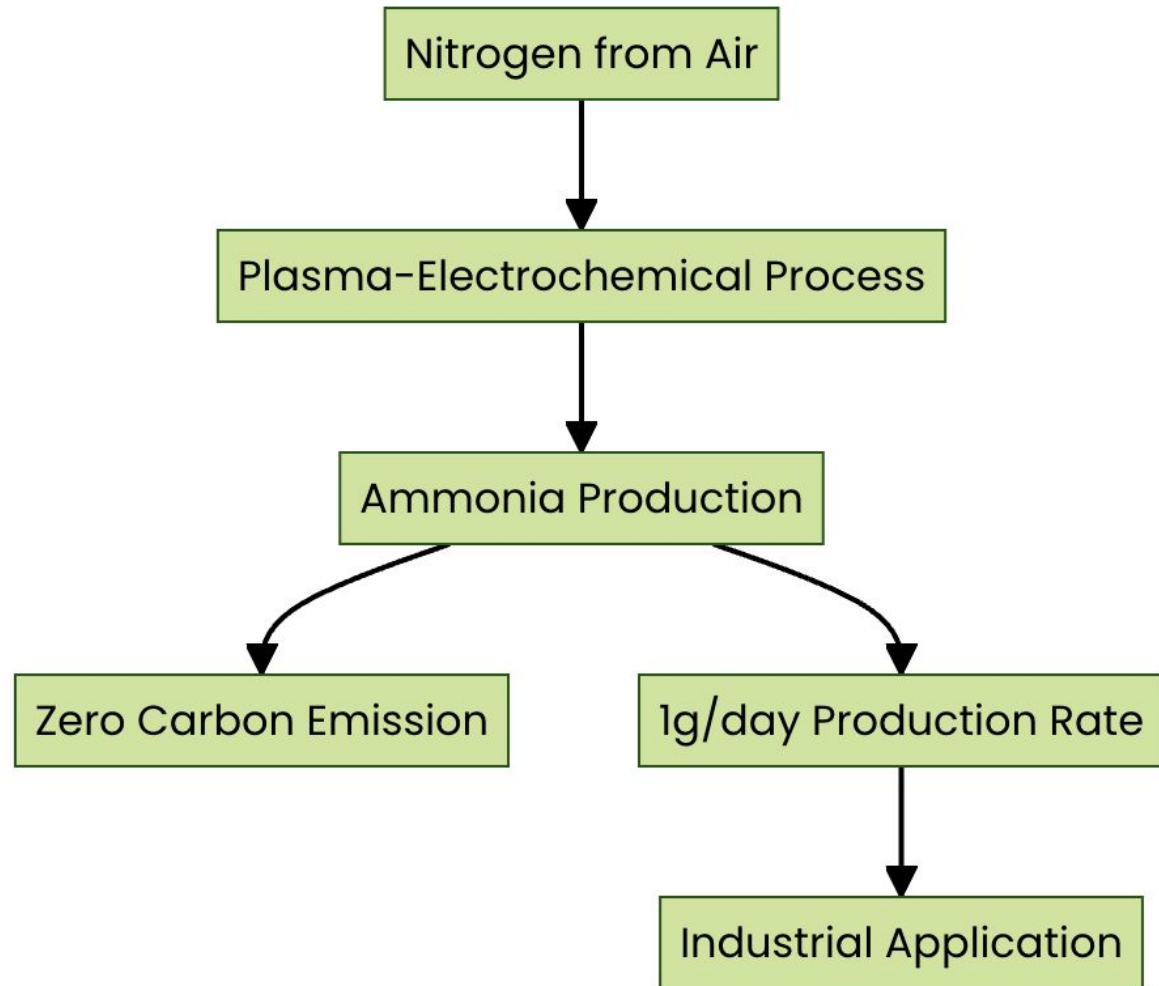 Nitrogen from Air
Plasma-Electrochemical Process
Ammonia Production
Zero Carbon Emission
1g/day Production Rate
Industrial Application